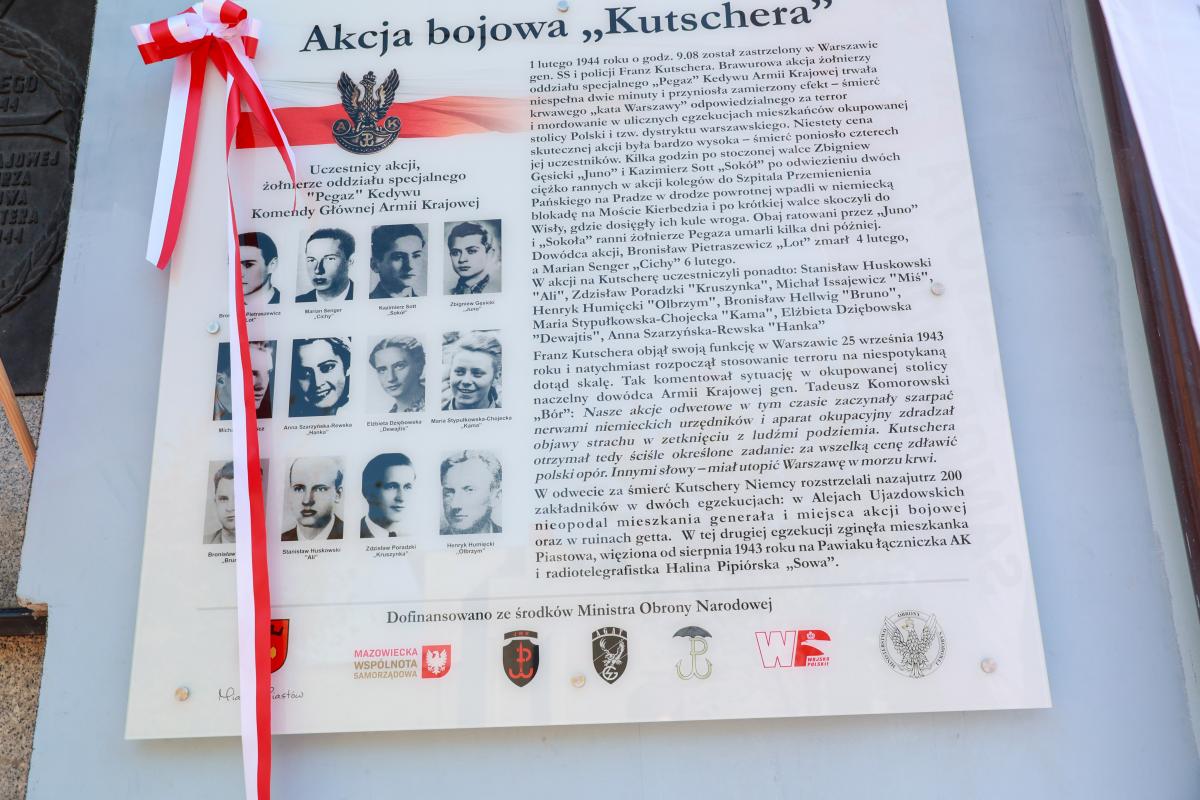 Akcja bojowa „Kutschera”
1 lutego 1944 roku o godz. 9.08 został zastrzelony w Warszawie
gen. SS i policji Franz Kutschera. Brawurowa akcja żołnierzy
oddziału specjalnego „Pegaz” Kedywu Armii Krajowej trwała
niespełna dwie minuty i przyniosła zamierzony efekt – śmierć
krwawego „kata Warszawy” odpowiedzialnego za terror
i mordowanie w ulicznych egzekucjach mieszkańców okupowanej
stolicy Polski i tzw. dystryktu warszawskiego. Niestety cena
skutecznej akcji była bardzo wysoka – śmierć poniosło czterech
jej uczestników. Kilka godzin po stoczonej walce Zbigniew
Gęsicki „Juno” i Kazimierz Sott „Sokół” po odwiezieniu dwóch
ciężko rannych w akcji kolegów do Szpitala Przemienienia
Pańskiego na Pradze w drodze powrotnej wpadli w niemiecką
blokadę na Moście Kierbedzia i po krótkiej walce skoczyli do
Wisły, gdzie dosięgły ich kule wroga. Obaj ratowani przez „Juno”
i „Sokoła” ranni żołnierze Pegaza umarli kilka dni później.
Dowódca akcji, Bronisław Pietraszewicz „Lot” zmarł 4 lutego,
a Marian Senger „Cichy” 6 lutego.
W akcji na Kutscherę uczestniczyli ponadto: Stanisław Huskowski
"Ali", Zdzisław Poradzki "Kruszynka", Michał Issajewicz "Miś",
Henryk Humięcki "Olbrzym", Bronisław Hellwig "Bruno",
Maria Stypułkowska-Chojecka "Kama", Elżbieta Dziębowska
"Dewajtis", Anna Szarzyńska-Rewska "Hanka"
Franz Kutschera objął swoją funkcję w Warszawie 25 września 1943
roku i natychmiast rozpoczął stosowanie terroru na niespotykaną
dotąd skalę. Tak komentował sytuację w okupowanej stolicy
naczelny dowódca Armii Krajowej gen. Tadeusz Komorowski
„Bór”: Nasze akcje odwetowe w tym czasie zaczynały szarpać
nerwami niemieckich urzędników i aparat okupacyjny zdradzał
objawy strachu w zetknięciu z ludźmi podziemia. Kutschera
otrzymał tedy ściśle określone zadanie: za wszelką cenę zdławić
polski opór. Innymi słowy – miał utopić Warszawę w morzu krwi.
W odwecie za śmierć Kutschery Niemcy rozstrzelali nazajutrz 200
zakładników w dwóch egzekucjach: w Alejach Ujazdowskich
nieopodal mieszkania generała i miejsca akcji bojowej
oraz w ruinach getta. W tej drugiej egzekucji zginęła mieszkanka
Piastowa, więziona od sierpnia 1943 roku na Pawiaku łączniczka AK
i radiotelegrafistka Halina Pipiórska „Sowa”.
A K
Uczestnicy akcji,
żołnierze oddziału specjalnego
"Pegaz" Kedywu
Komendy Głównej Armii Krajowej
Pietraszewicz
Lot"
Marian Senger
"Cichy"
Kazimierz Sott
"Sokół"
Zbigniew Gęsicki
„Juno"
Anna Szarzyńska-Rewska
"Hanka"
Elżbieta Dziębowska
„Dewajtis"
Maria Stypułkowska-Chojecka
"Kama"
Stanisław Huskowski
"Ali"
Zdzisław Poradzki
„Kruszynka"
Henryk Humięcki
„Olbrzym"
Dofinansowano ze środków Ministra Obrony Narodowej
MAZOWIECKA
WSPÓLNOTA
SAMORZĄDOWA
AGAT
WP
WOJSKO
POLSKIE
MINISTERSTWO OBRONY NARODOWEJ